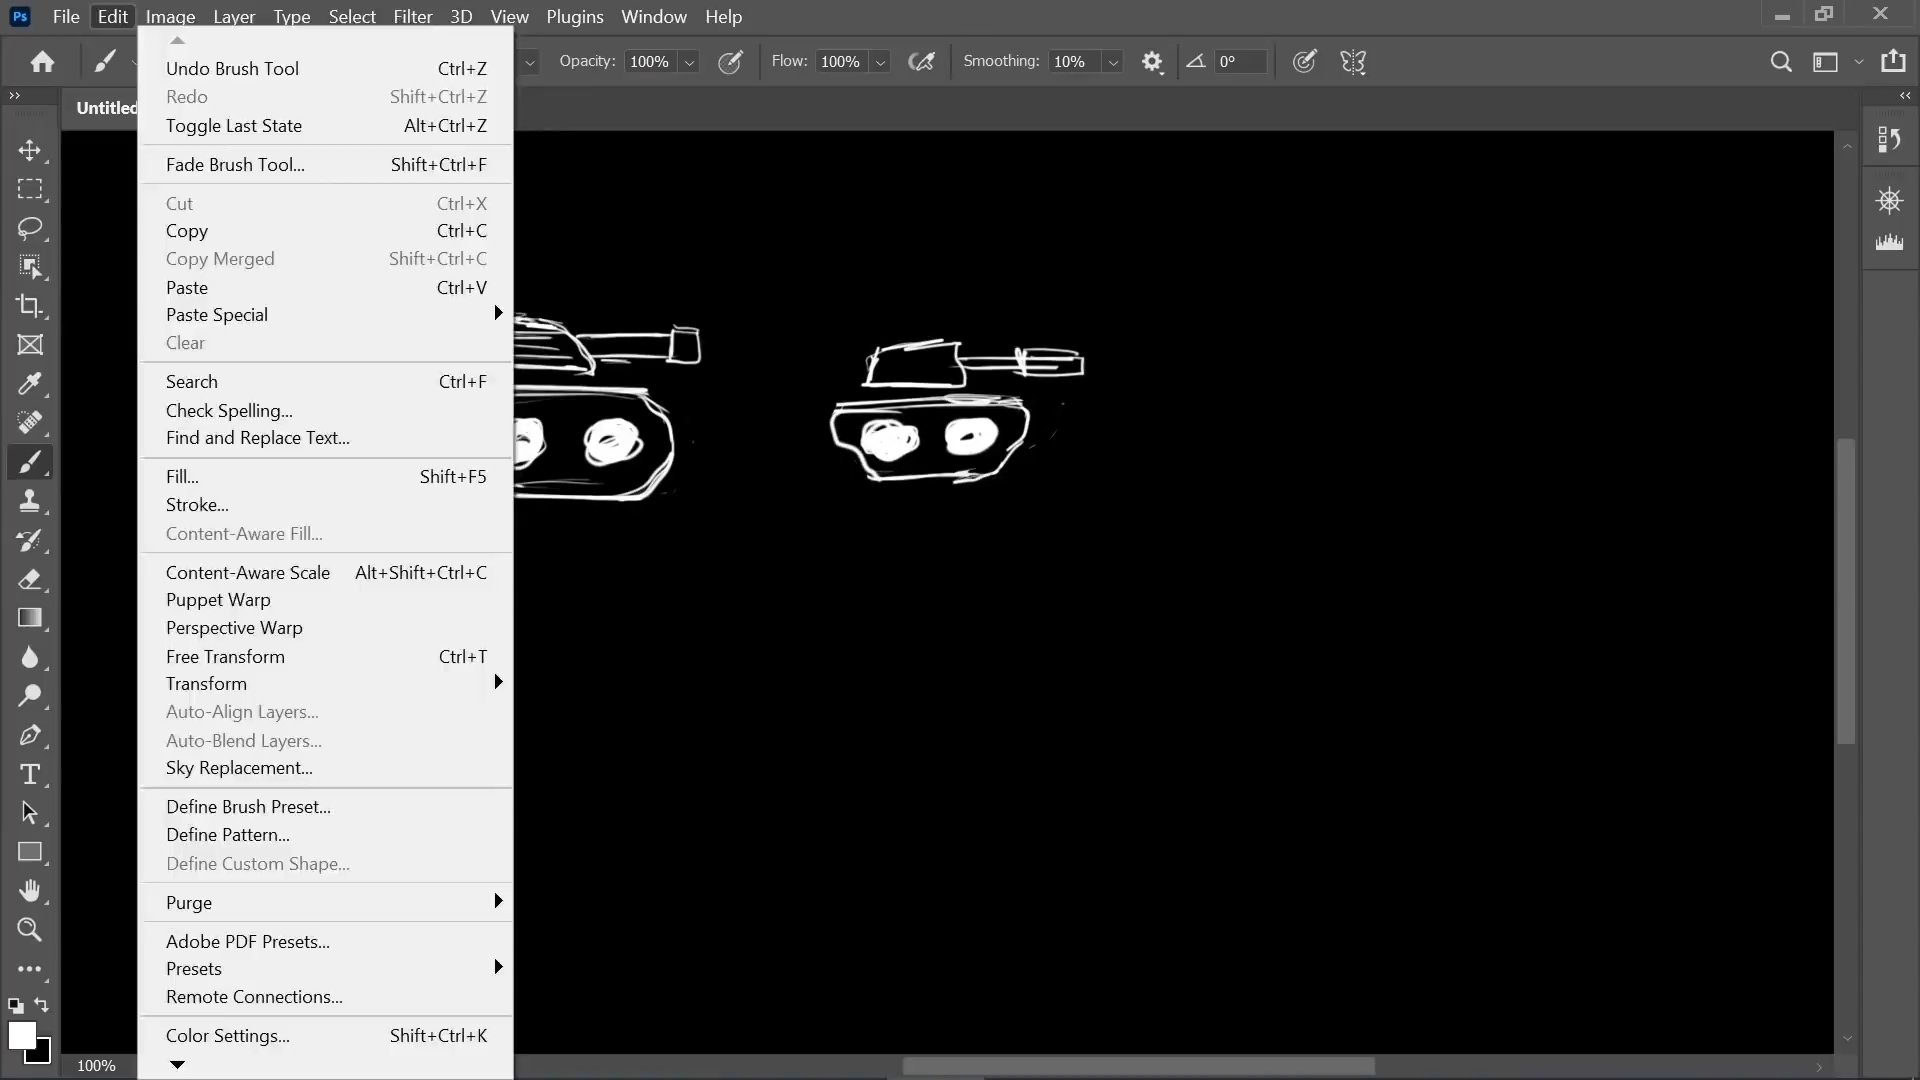 Ps File Edit Image Layer Type Select Filter 3D View Plugins Window Help
Opacity: 100% Flow: 100% Smoothing: 10% 0°
Untitled
Undo Brush Tool Ctrl+Z
Redo Shift+Ctrl+Z
Toggle Last State Alt+Ctrl+Z
Fade Brush Tool... Shift+Ctrl+F
Cut Ctrl+X
Copy Ctrl+C
Copy Merged Shift+Ctrl+C
Paste Ctrl+V
Paste Special
Clear
Search Ctrl+F
Check Spelling...
Find and Replace Text...
Fill... Shift+F5
Stroke...
Content-Aware Fill...
Content-Aware Scale Alt+Shift+Ctrl+C
Puppet Warp
Perspective Warp
Free Transform Ctrl+T
Transform
Auto-Align Layers...
Auto-Blend Layers...
Sky Replacement...
Define Brush Preset...
Define Pattern...
Define Custom Shape...
Purge
Adobe PDF Presets...
Presets
Remote Connections...
Color Settings... Shift+Ctrl+K
100%